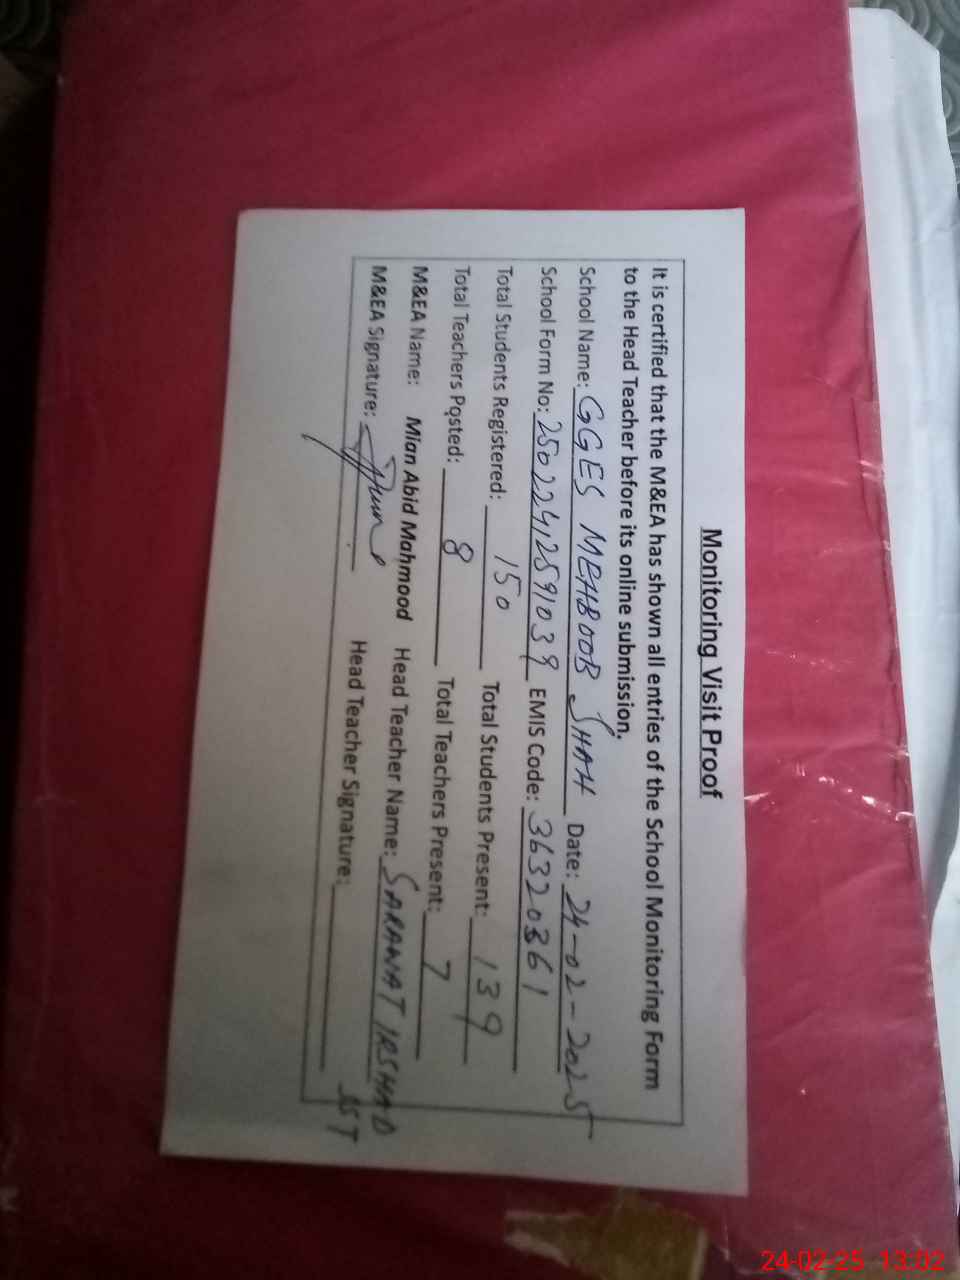 Monitoring Visit Proof
It is certified that the M&EA has shown all entries of the School Monitoring Form
to the Head Teacher before its online submission.
School Name: GGES MEHBOOB SHAH Date: 24-02-2025
School Form No: 25022412591039 EMIS Code: 36320361
Total Students Registered: 150 Total Students Present: 139
Total Teachers Posted: 8 Total Teachers Present: 7
M&EA Name: Mian Abid Mahmood Head Teacher Name: SARAWAT IRSHAD
M&EA Signature: Head Teacher Signature: SST
24-02-25 13:02